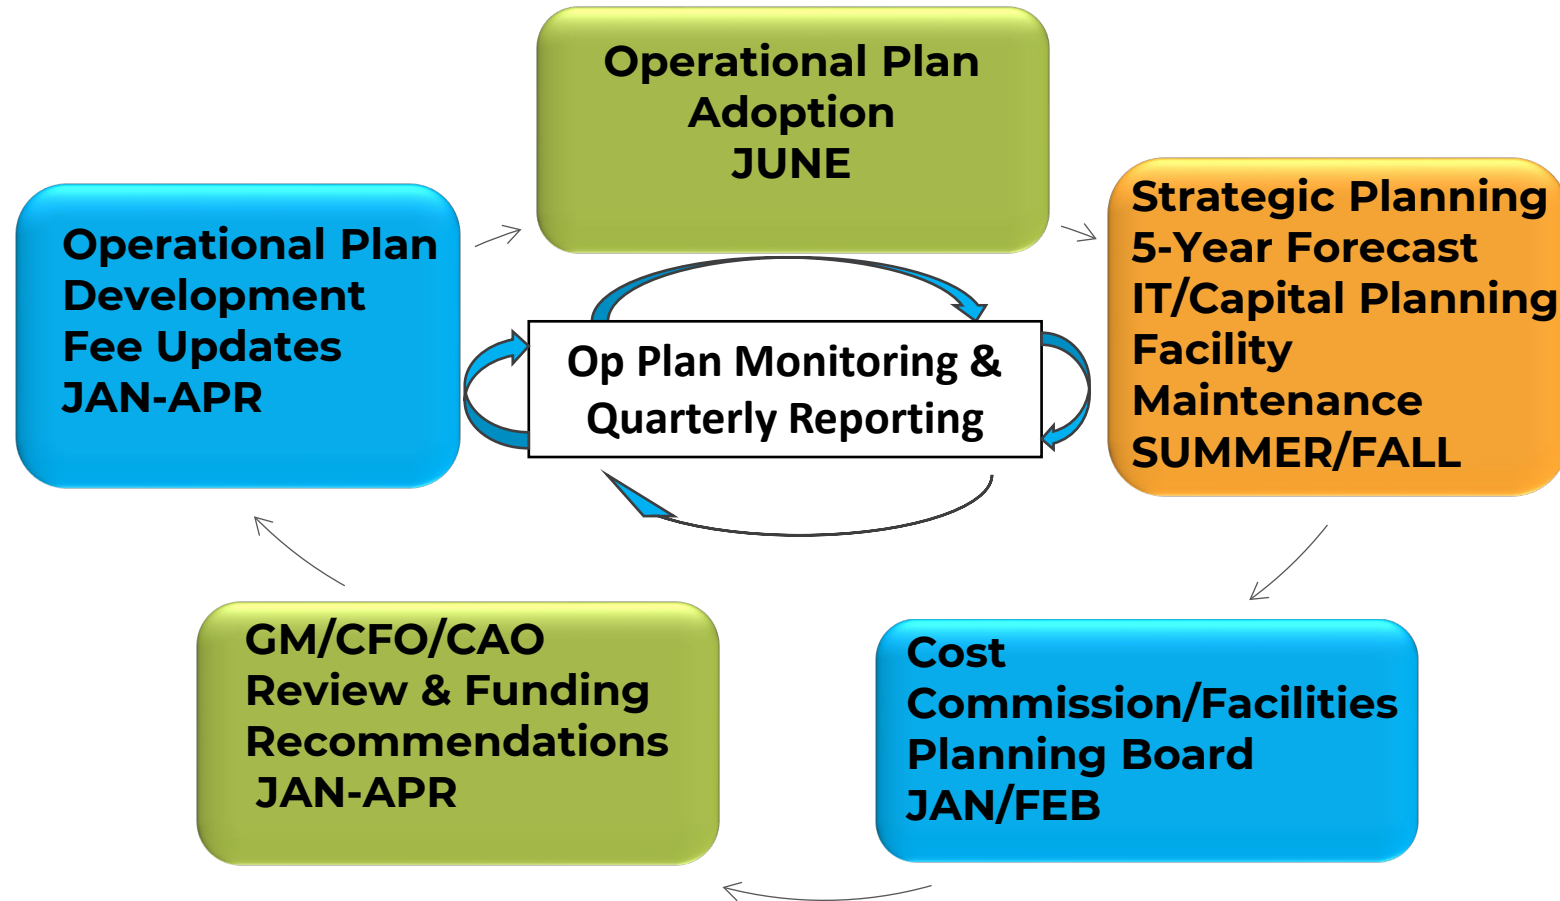 Operational Plan
Adoption
JUNE
Strategic Planning
5-Year Forecast
IT/Capital Planning
Facility
Maintenance
SUMMER/FALL
Operational Plan
Development
Fee Updates
JAN-APR
Op Plan Monitoring &
Quarterly Reporting
GM/CFO/CAO
Review & Funding
Recommendations
JAN-APR
Cost
Commission/Facilities
Planning Board
JAN/FEB